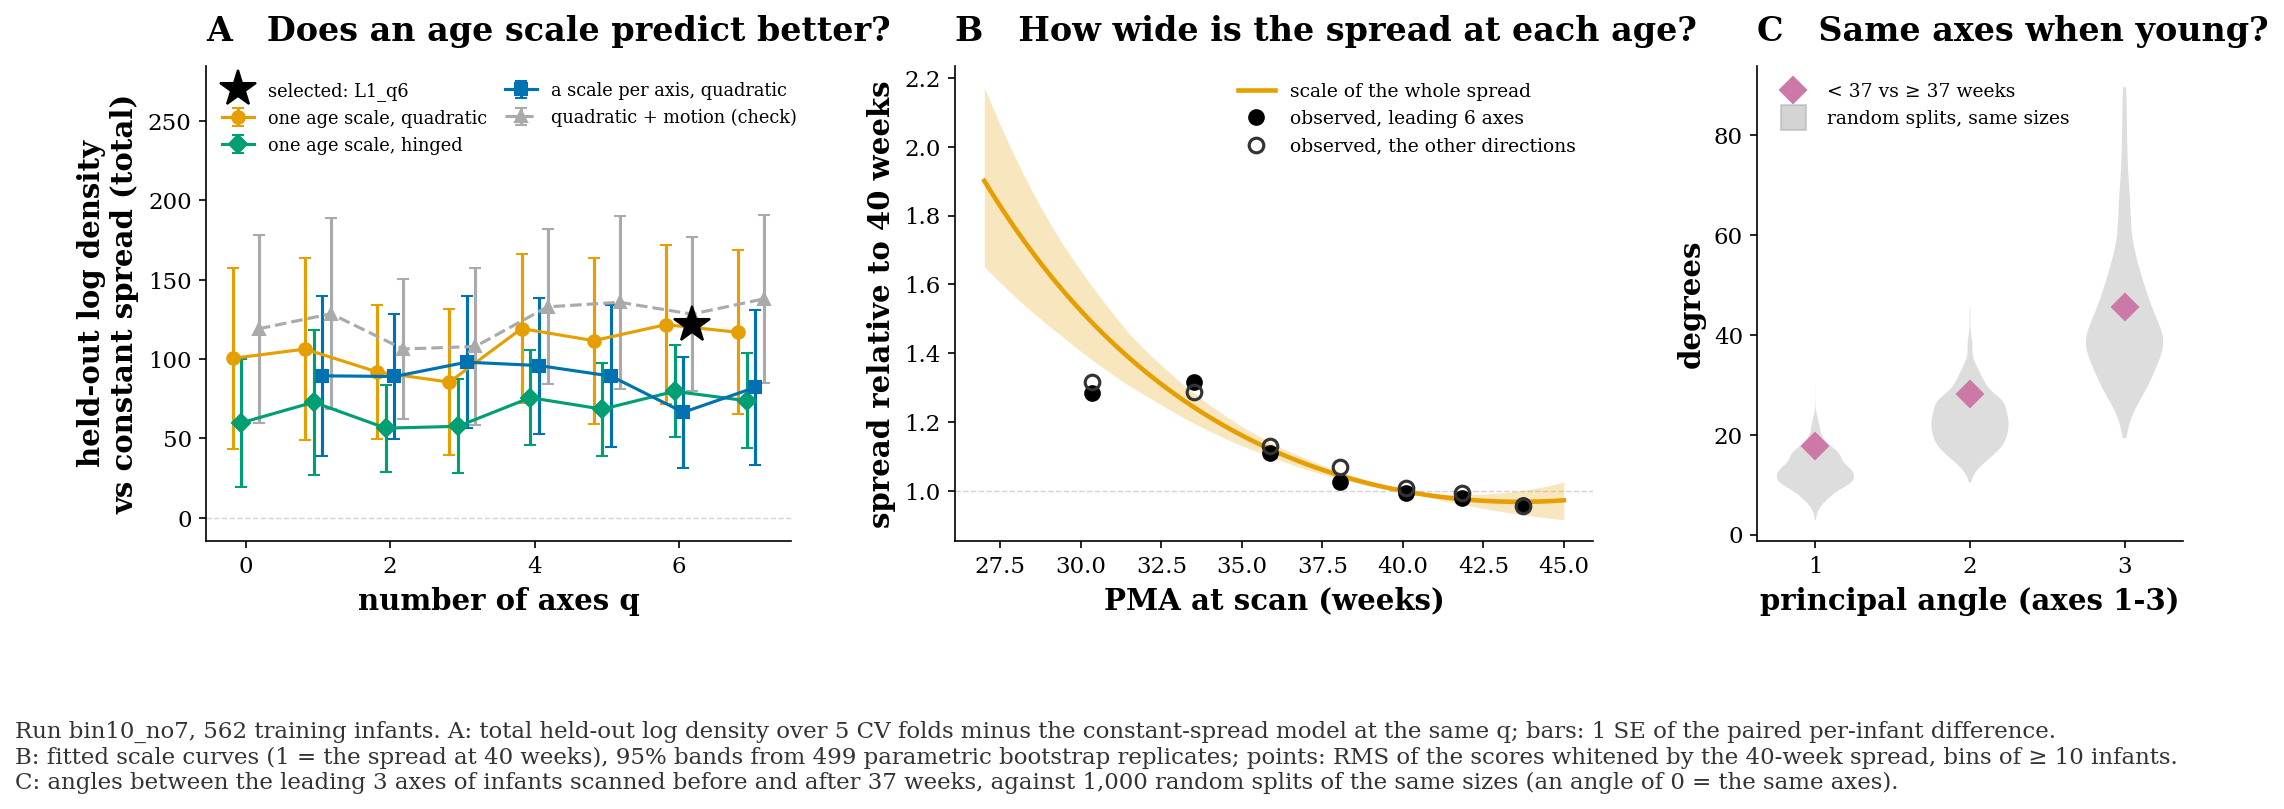 A Does an age scale predict better?
selected: L1_q6
one age scale, quadratic
one age scale, hinged
a scale per axis, quadratic
quadratic + motion (check)
held-out log density
vs constant spread (total)
250
200
150
100
50
0
0 2 4 6
number of axes q
B How wide is the spread at each age?
scale of the whole spread
observed, leading 6 axes
observed, the other directions
spread relative to 40 weeks
2.2
2.0
1.8
1.6
1.4
1.2
1.0
27.5 30.0 32.5 35.0 37.5 40.0 42.5 45.0
PMA at scan (weeks)
C Same axes when young?
< 37 vs ≥ 37 weeks
random splits, same sizes
degrees
80
60
40
20
0
1 2 3
principal angle (axes 1-3)
Run bin10_no7, 562 training infants. A: total held-out log density over 5 CV folds minus the constant-spread model at the same q; bars: 1 SE of the paired per-infant difference.
B: fitted scale curves (1 = the spread at 40 weeks), 95% bands from 499 parametric bootstrap replicates; points: RMS of the scores whitened by the 40-week spread, bins of ≥ 10 infants.
C: angles between the leading 3 axes of infants scanned before and after 37 weeks, against 1,000 random splits of the same sizes (an angle of 0 = the same axes).